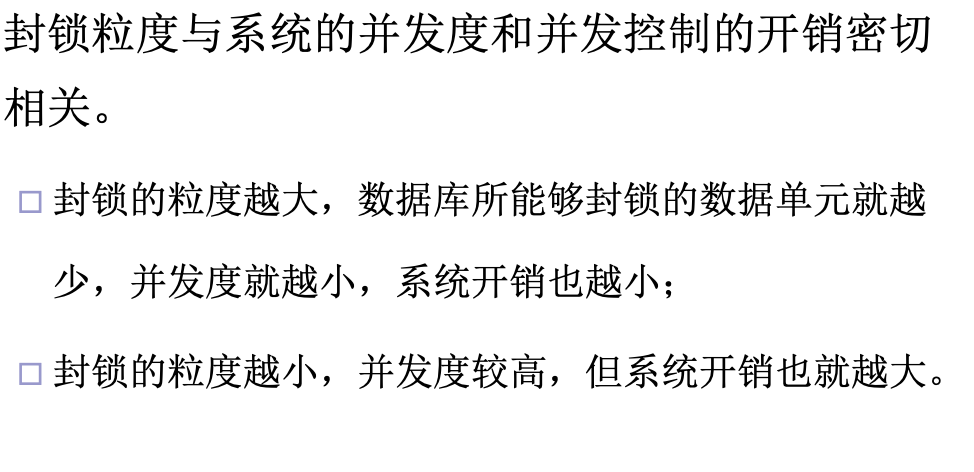 封锁粒度与系统的并发度和并发控制的开销密切
相关。
封锁的粒度越大，数据库所能够封锁的数据单元就越
少，并发度就越小，系统开销也越小；
封锁的粒度越小，并发度较高，但系统开销也就越大。